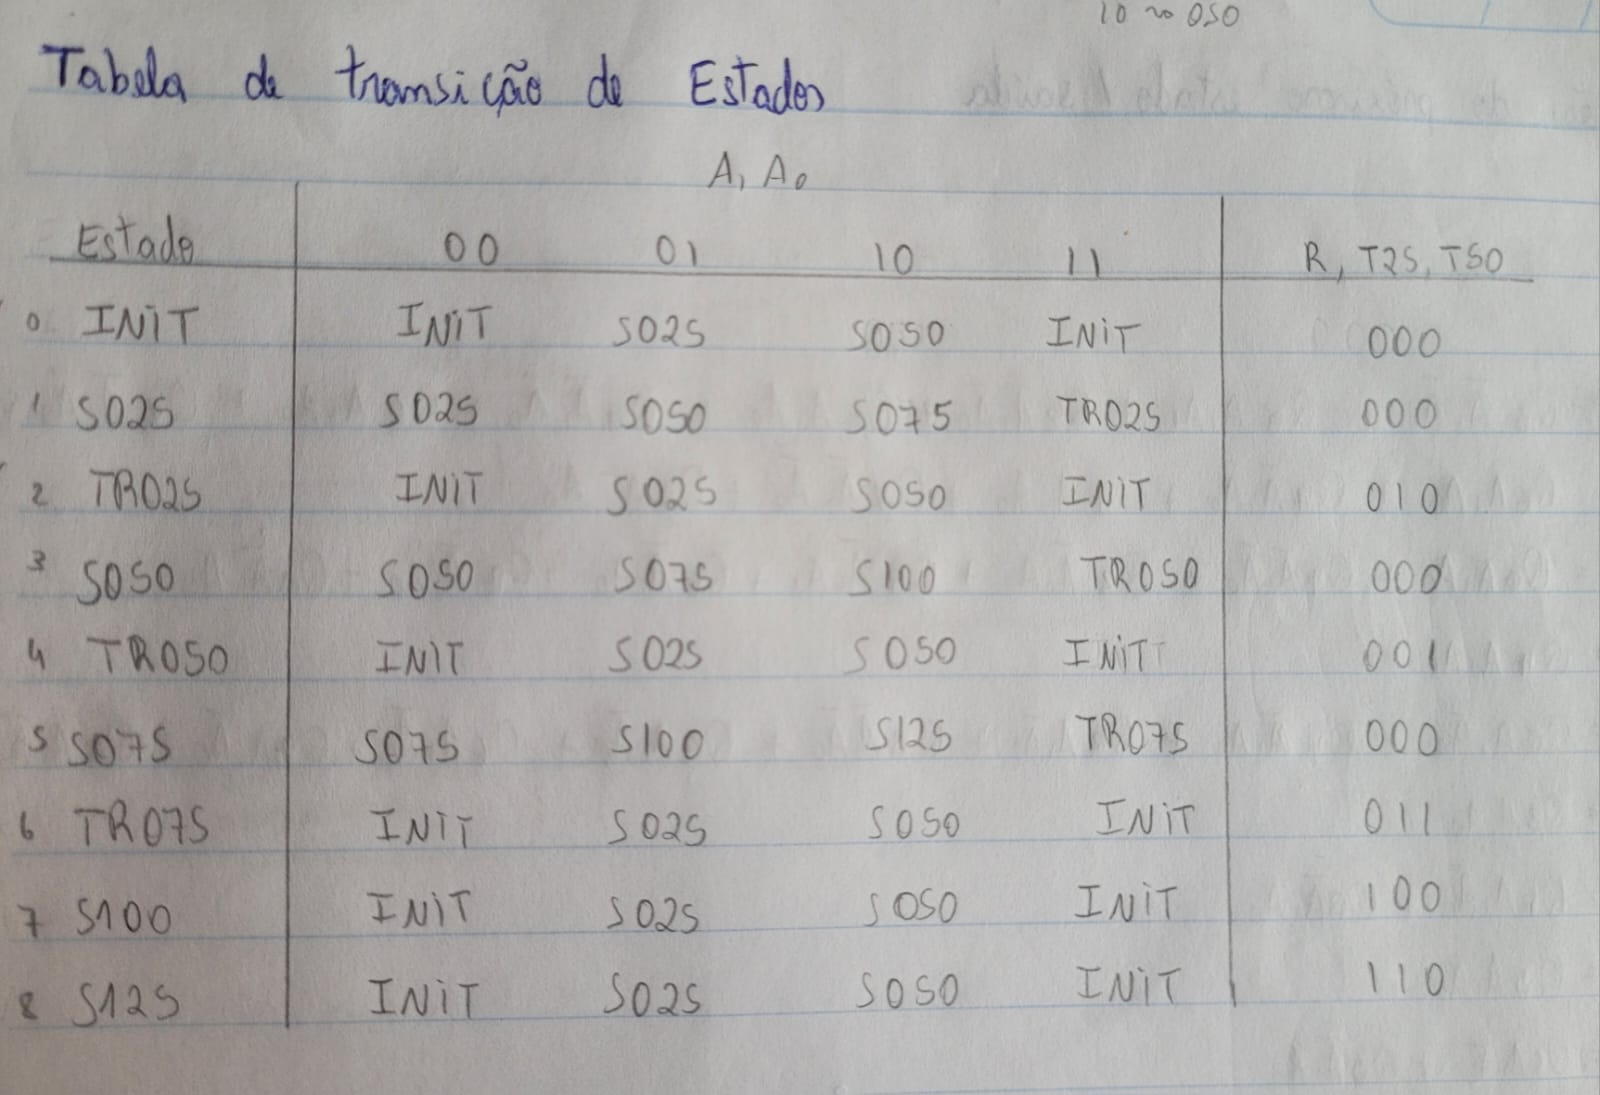 10 ~ 050
Tabela de transição de Estados
A1 A0
Estado 00 01 10 11 R, T25, T50
0 INIT INIT S025 S050 INIT 000
1 S025 S025 S050 S075 TR025 000
2 TR025 INIT S025 S050 INIT 010
3 S050 S050 S075 S100 TR050 000
4 TR050 INIT S025 S050 INIT 001
5 S075 S075 S100 S125 TR075 000
6 TR075 INIT S025 S050 INIT 011
7 S100 INIT S025 S050 INIT 100
8 S125 INIT S025 S050 INIT 110